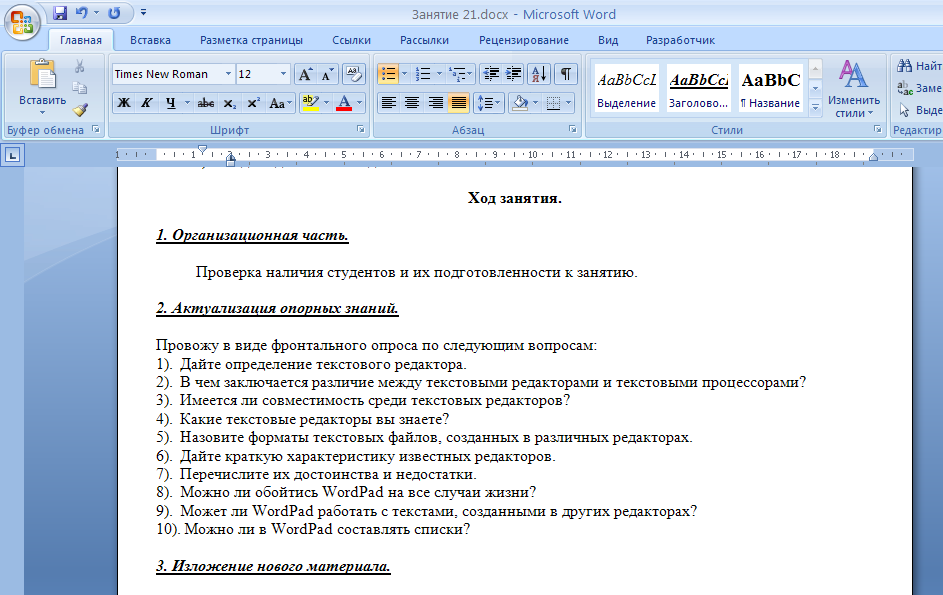 Занятие 21.docx - Microsoft Word
Главная Вставка Разметка страницы Ссылки Рассылки Рецензирование Вид Разработчик
Times New Roman 12
AaBbCcL AaBbCcI AaBbC
Найт
Вставить
Заме
Ж К Ч abc x₂ x² Aa ab А
Выделение Заголово... ¶ Название
Изменить стили
Выде
Буфер обмена Шрифт Абзац Стили Редактир
1 1 2 3 4 5 6 7 8 9 10 11 12 13 14 15 16 17 18
Ход занятия.
1. Организационная часть.
Проверка наличия студентов и их подготовленности к занятию.
2. Актуализация опорных знаний.
Провожу в виде фронтального опроса по следующим вопросам:
1). Дайте определение текстового редактора.
2). В чем заключается различие между текстовыми редакторами и текстовыми процессорами?
3). Имеется ли совместимость среди текстовых редакторов?
4). Какие текстовые редакторы вы знаете?
5). Назовите форматы текстовых файлов, созданных в различных редакторах.
6). Дайте краткую характеристику известных редакторов.
7). Перечислите их достоинства и недостатки.
8). Можно ли обойтись WordPad на все случаи жизни?
9). Может ли WordPad работать с текстами, созданными в других редакторах?
10). Можно ли в WordPad составлять списки?
3. Изложение нового материала.